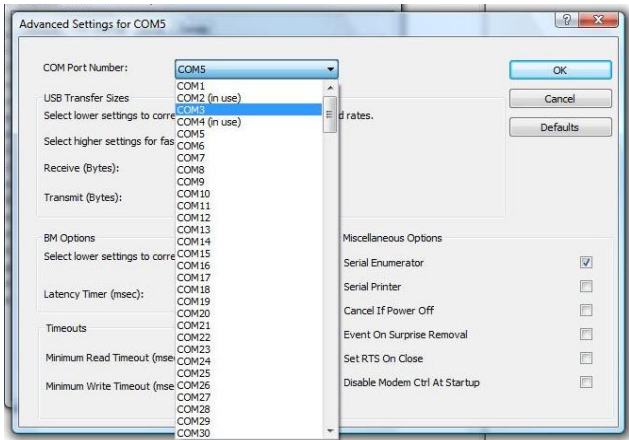 Advanced Settings for COM5
COM Port Number:
COM5
OK
Cancel
Defaults
COM1
COM2 (in use)
COM3
COM4 (in use)
COM5
COM6
COM7
COM8
COM9
COM10
COM11
COM12
COM13
COM14
COM15
COM16
COM17
COM18
COM19
COM20
COM21
COM22
COM23
COM24
COM25
COM26
COM27
COM28
COM29
COM30
USB Transfer Sizes
Select lower settings to corre
d rates.
Select higher settings for fas
Receive (Bytes):
Transmit (Bytes):
BM Options
Select lower settings to corre
Latency Timer (msec):
Timeouts
Minimum Read Timeout (mse
Minimum Write Timeout (mse
Miscellaneous Options
Serial Enumerator
Serial Printer
Cancel If Power Off
Event On Surprise Removal
Set RTS On Close
Disable Modem Ctrl At Startup